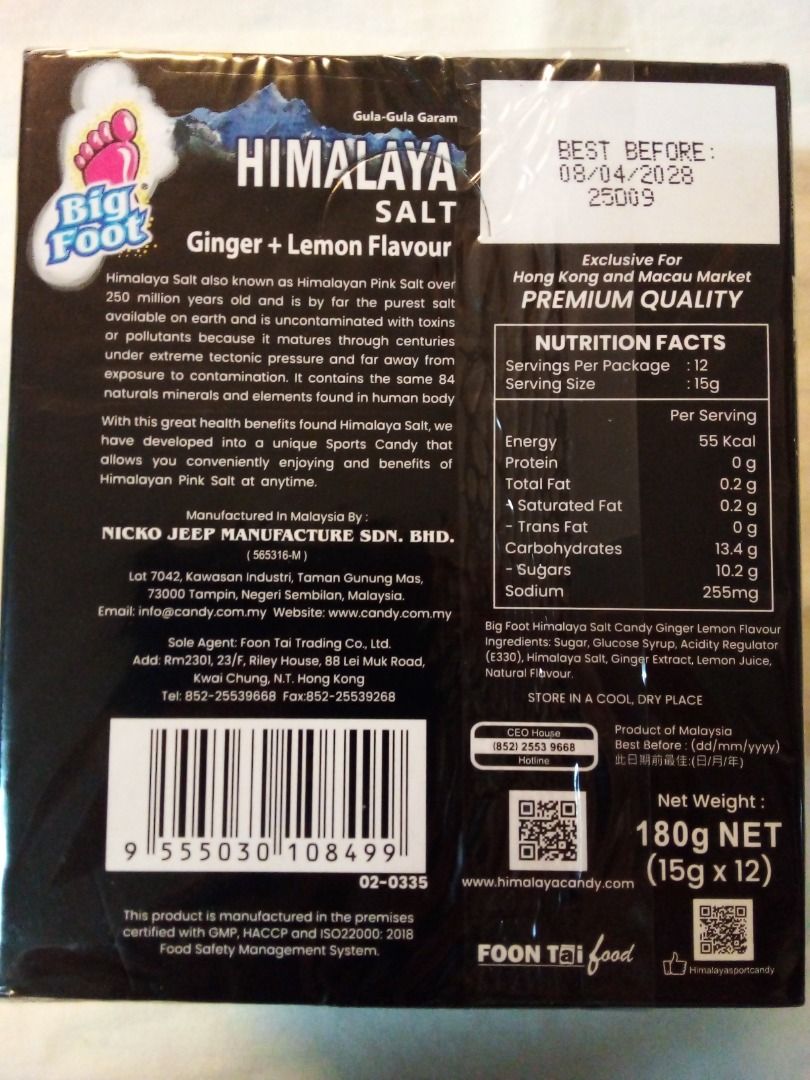 Big
Foot
Gula-Gula Garam
HIMALAYA
SALT
Ginger + Lemon Flavour
Himalaya Salt also known as Himalayan Pink Salt over
250 million years old and is by far the purest salt
available on earth and is uncontaminated with toxins
or pollutants because it matures through centuries
under extreme tectonic pressure and far away from
exposure to contamination. It contains the same 84
naturals minerals and elements found in human body
With this great health benefits found Himalaya Salt, we
have developed into a unique Sports Candy that
allows you conveniently enjoying and benefits of
Himalayan Pink Salt at anytime.
Manufactured In Malaysia By :
NICKO JEEP MANUFACTURE SDN. BHD.
( 565316-M )
Lot 7042, Kawasan Industri, Taman Gunung Mas,
73000 Tampin, Negeri Sembilan, Malaysia.
Email: info@candy.com.my Website: www.candy.com.my
Sole Agent: Foon Tai Trading Co., Ltd.
Add: Rm2301, 23/F, Riley House, 88 Lei Muk Road,
Kwai Chung, N.T. Hong Kong
Tel: 852-25539668 Fax:852-25539268
9 555030 108499
02-0335
This product is manufactured in the premises
certified with GMP, HACCP and ISO22000: 2018
Food Safety Management System.
BEST BEFORE:
08/04/2028
25D09
Exclusive For
Hong Kong and Macau Market
PREMIUM QUALITY
NUTRITION FACTS
Servings Per Package : 12
Serving Size : 15g
Per Serving
Energy 55 Kcal
Protein 0 g
Total Fat 0.2 g
- Saturated Fat 0.2 g
- Trans Fat 0 g
Carbohydrates 13.4 g
- Sugars 10.2 g
Sodium 255mg
Big Foot Himalaya Salt Candy Ginger Lemon Flavour
Ingredients: Sugar, Glucose Syrup, Acidity Regulator
(E330), Himalaya Salt, Ginger Extract, Lemon Juice,
Natural Flavour.
STORE IN A COOL, DRY PLACE
CEO House
(852) 2553 9668
Hotline
Product of Malaysia
Best Before : (dd/mm/yyyy)
此日期前最佳:(日/月/年)
Net Weight :
180g NET
(15g x 12)
www.himalayacandy.com
FOON Tai food
Himalayasportcandy